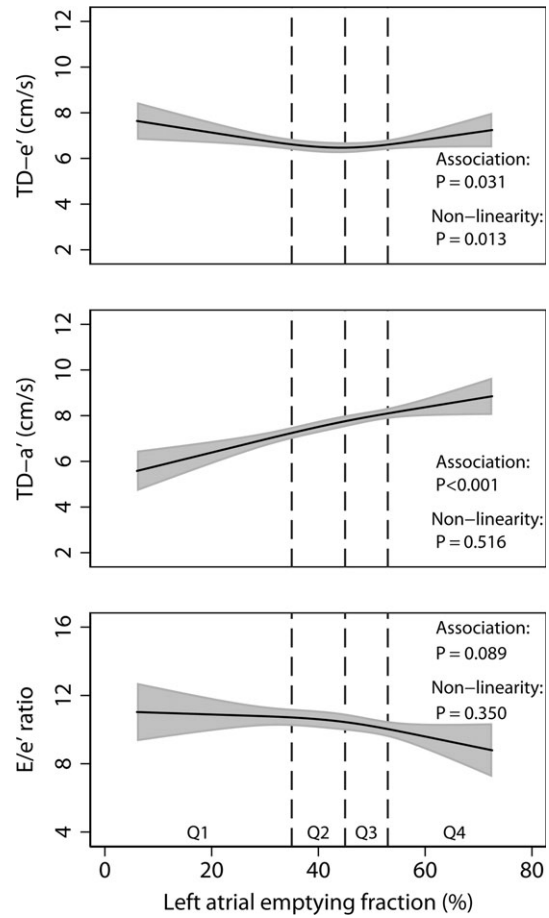 TD−e′ (cm/s)
12
10
8
6
4
2
Association:
P = 0.031
Non−linearity:
P = 0.013
TD−a′ (cm/s)
12
10
8
6
4
2
Association:
P<0.001
Non−linearity:
P = 0.516
E/e′ ratio
16
12
8
4
Association:
P = 0.089
Non−linearity:
P = 0.350
Q1 Q2 Q3 Q4
0 20 40 60 80
Left atrial emptying fraction (%)